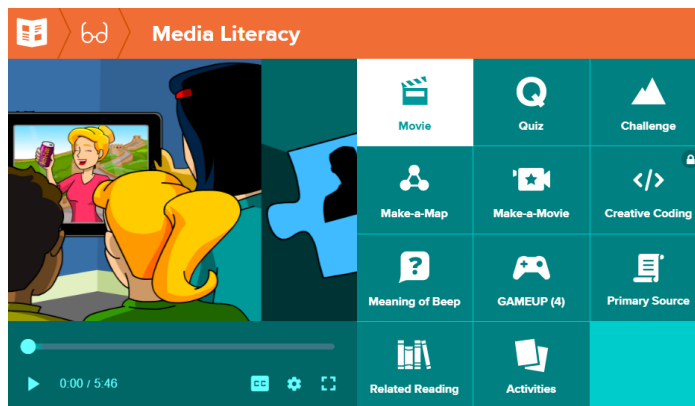 Media Literacy
Movie
Quiz
Challenge
Make-a-Map
Make-a-Movie
Creative Coding
Meaning of Beep
GAMEUP (4)
Primary Source
0:00 / 5:46
CC
Related Reading
Activities